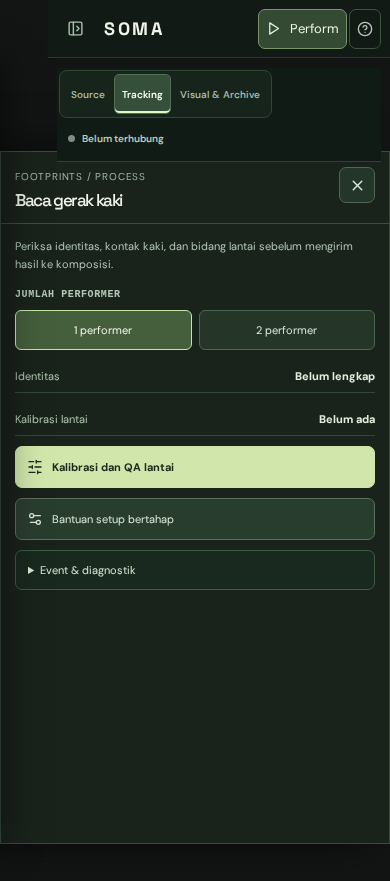 SOMA
Perform
Source
Tracking
Visual & Archive
Belum terhubung
FOOTPRINTS / PROCESS
Baca gerak kaki
Periksa identitas, kontak kaki, dan bidang lantai sebelum mengirim
hasil ke komposisi.
JUMLAH PERFORMER
1 performer
2 performer
Identitas
Belum lengkap
Kalibrasi lantai
Belum ada
Kalibrasi dan QA lantai
Bantuan setup bertahap
Event & diagnostik